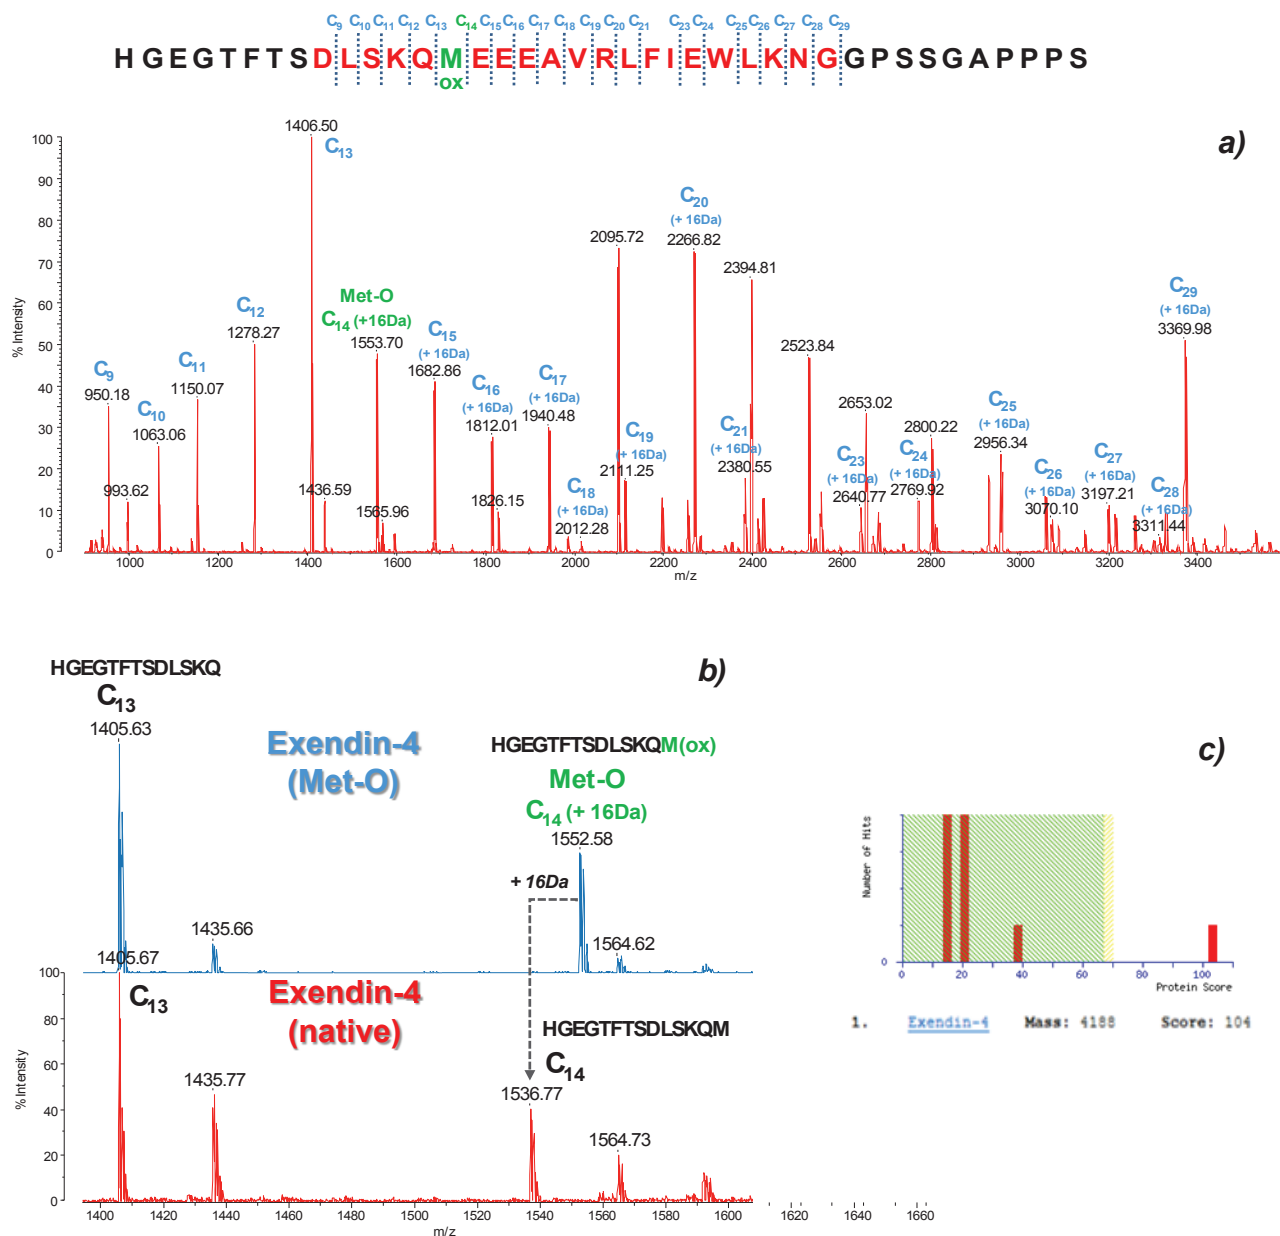 C9 C10 C11 C12 C13 C14 C15 C16 C17 C18 C19 C20 C21 C23 C24 C25 C26 C27 C28 C29
HGEGTFTSDLSKQMEEEAVRLFIEWLKNGGPSSGAPPPS
ox
a)
% Intensity
100
90
80
70
60
50
40
30
20
10
0
1000 1200 1400 1600 1800 2000 2200 2400 2600 2800 3000 3200 3400
m/z
C9
950.18
993.62
C10
1063.06
C11
1150.07
C12
1278.27
1406.50
C13
1436.59
Met-O
C14 (+16Da)
1553.70
1565.96
C15
(+ 16Da)
1682.86
C16
(+ 16Da)
1812.01
1826.15
C17
(+ 16Da)
1940.48
C18
(+ 16Da)
2012.28
2095.72
C19
(+ 16Da)
2111.25
C20
(+ 16Da)
2266.82
2394.81
C21
(+ 16Da)
2380.55
2523.84
2653.02
C23
(+ 16Da)
2640.77
2800.22
C24
(+ 16Da)
2769.92
C25
(+ 16Da)
2956.34
C26
(+ 16Da)
3070.10
C27
(+ 16Da)
3197.21
C28
(+ 16Da)
3311.44
C29
(+ 16Da)
3369.98
b)
HGEGTFTSDLSKQ
C13
1405.63
Exendin-4
(Met-O)
HGEGTFTSDLSKQM(ox)
Met-O
C14 (+ 16Da)
1552.58
+ 16Da
1435.66
1564.62
1405.67
C13
Exendin-4
(native)
HGEGTFTSDLSKQM
C14
1435.77
1536.77
1564.73
% Intensity
100
80
60
40
20
0
1400 1420 1440 1460 1480 1500 1520 1540 1560 1580 1600 1620 1640 1660
m/z
c)
Number of Hits
0
0 20 40 60 80 100
Protein Score
1. Exendin-4 Mass: 4188 Score: 104